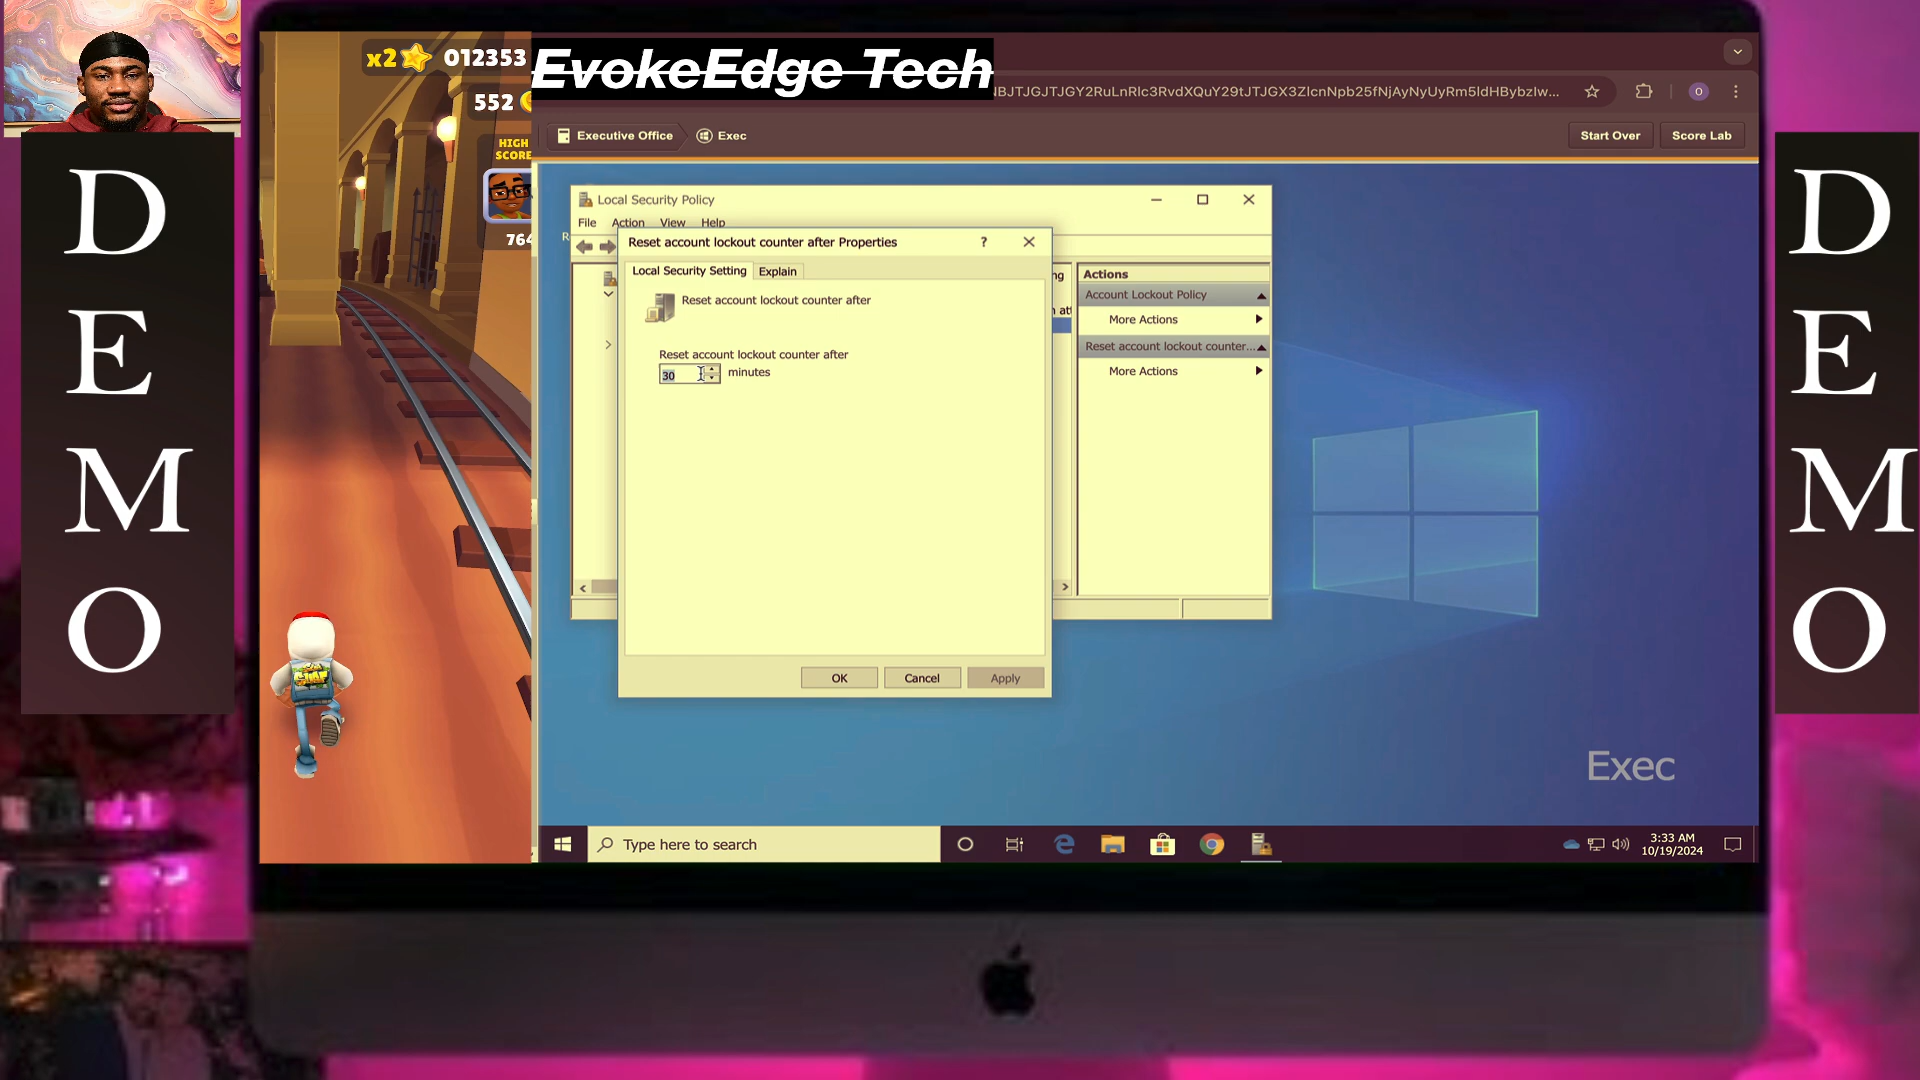 x2 012353
552
HIGH
SCORE
764
EvokeEdge Tech
IBJTJGJTJGY2RuLnRlc3RvdXQuY29tJTJGX3ZlcnNpb25fNjAyNyUyRm5ldHBybzIw...
Executive Office
Exec
Start Over
Score Lab
Local Security Policy
File Action View Help
Reset account lockout counter after Properties
?
Local Security Setting
Explain
Reset account lockout counter after
Reset account lockout counter after
30 minutes
OK
Cancel
Apply
Actions
Account Lockout Policy
More Actions
Reset account lockout counter...
More Actions
Exec
Type here to search
3:33 AM
10/19/2024
D
E
M
O
D
E
M
O